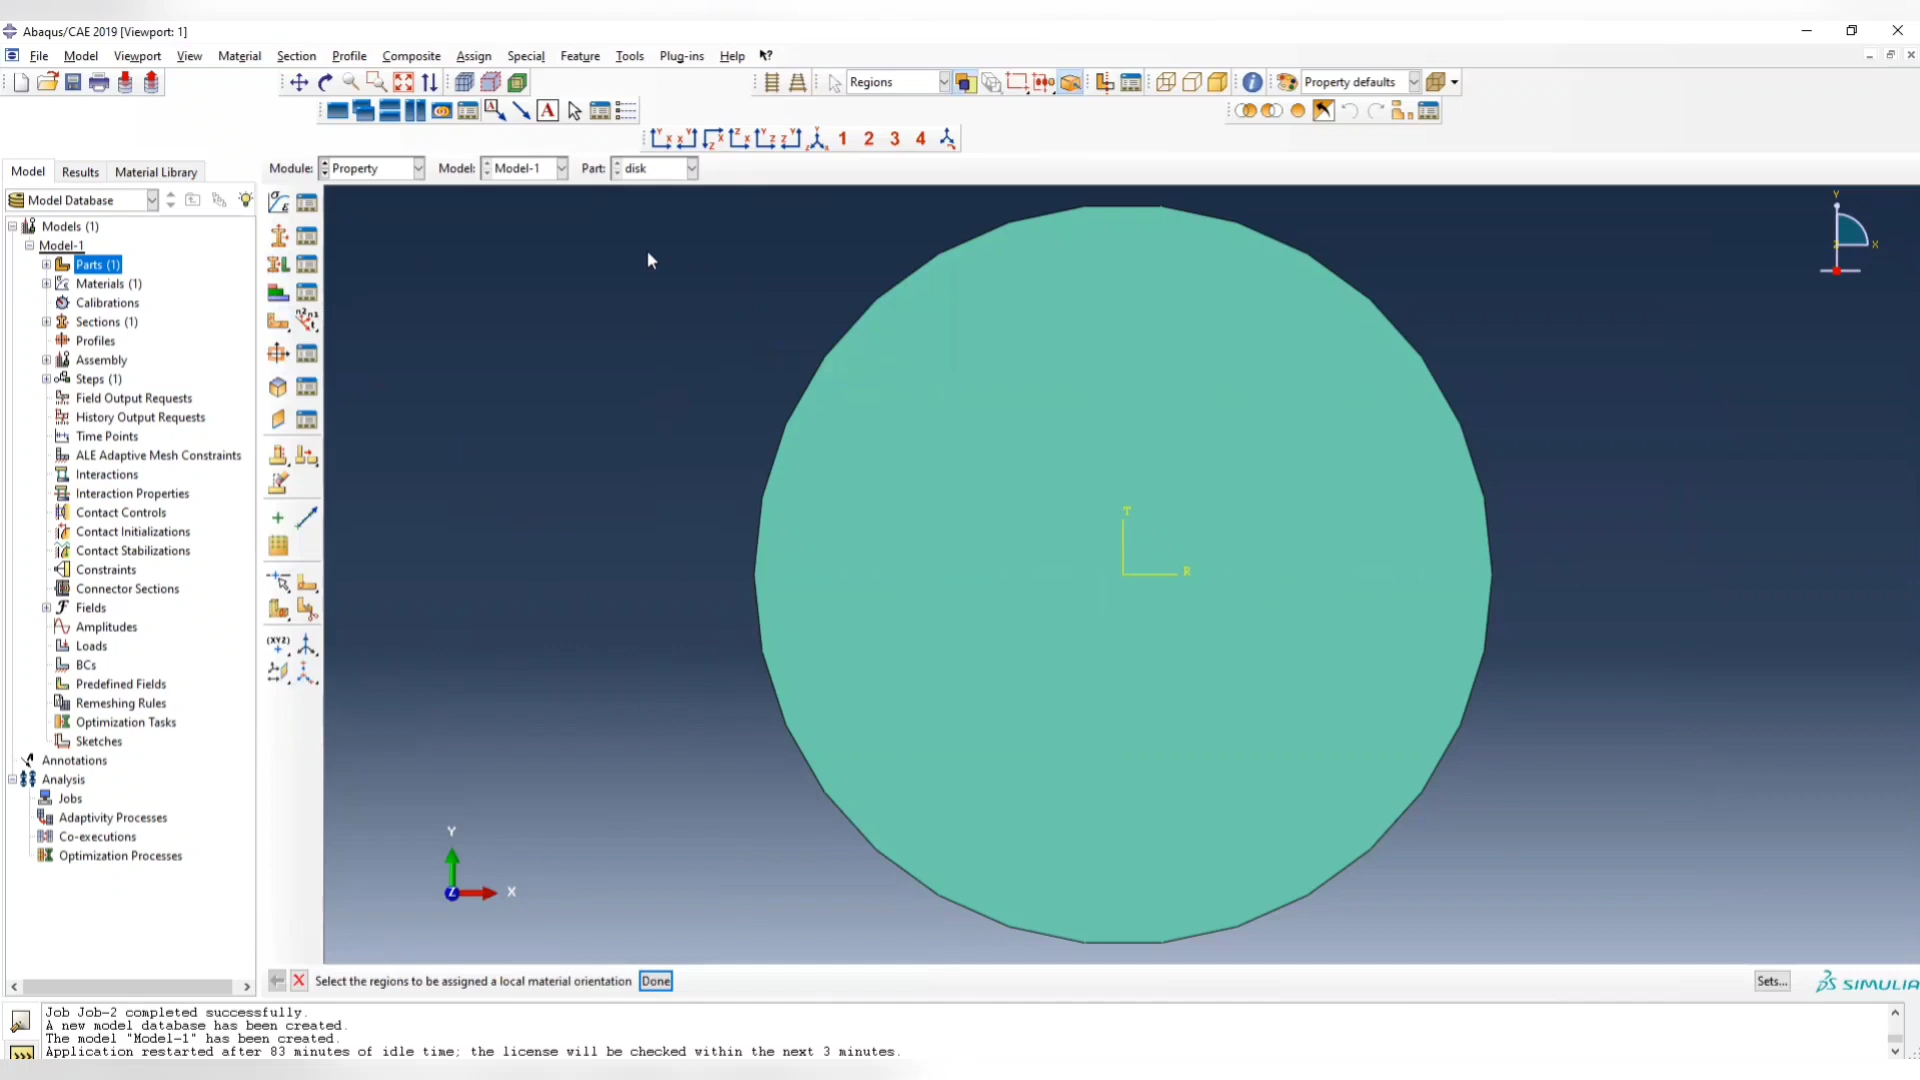 Abaqus/CAE 2019 [Viewport: 1]
File Model Viewport View Material Section Profile Composite Assign Special Feature Tools Plug-ins Help
Regions
Property defaults
1 2 3 4
Model Results Material Library
Module: Property Model: Model-1 Part: disk
Model Database
Models (1)
Model-1
Parts (1)
Materials (1)
Calibrations
Sections (1)
Profiles
Assembly
Steps (1)
Field Output Requests
History Output Requests
Time Points
ALE Adaptive Mesh Constraints
Interactions
Interaction Properties
Contact Controls
Contact Initializations
Contact Stabilizations
Constraints
Connector Sections
Fields
Amplitudes
Loads
BCs
Predefined Fields
Remeshing Rules
Optimization Tasks
Sketches
Annotations
Analysis
Jobs
Adaptivity Processes
Co-executions
Optimization Processes
(XYZ)
Y
X
T
R
Y
Z
X
Select the regions to be assigned a local material orientation Done
Sets...
SIMULIA
Job Job-2 completed successfully.
A new model database has been created.
The model "Model-1" has been created.
Application restarted after 83 minutes of idle time; the license will be checked within the next 3 minutes.